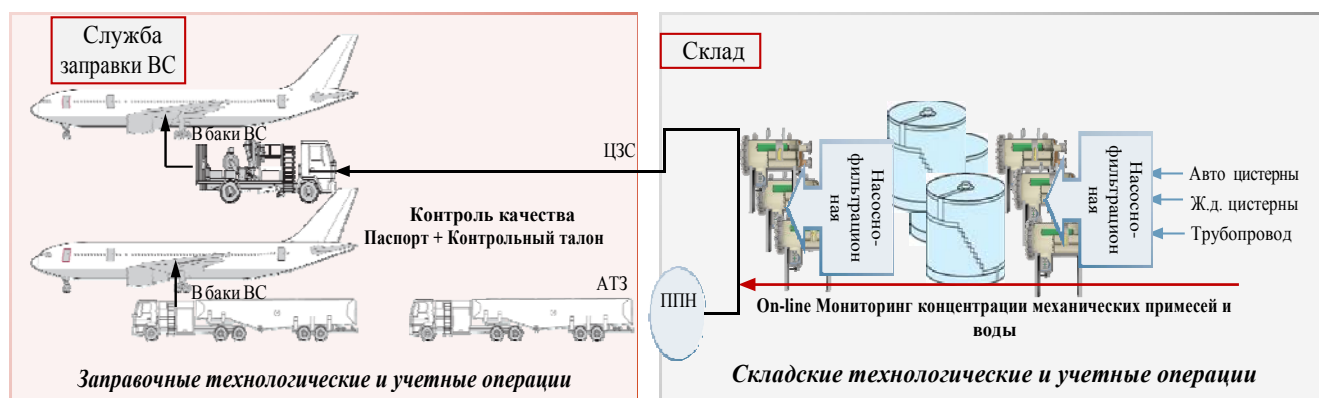 Служба
заправки ВС
В баки ВС
ЦЗС
Контроль качества
Паспорт + Контрольный талон
В баки ВС
АТЗ
Заправочные технологические и учетные операции
Склад
Насосно-
фильтрацион
ная
Насосно-
фильтрацион
ная
Авто цистерны
Ж.д. цистерны
Трубопровод
ППН
On-line Мониторинг концентрации механических примесей и
воды
Складские технологические и учетные операции